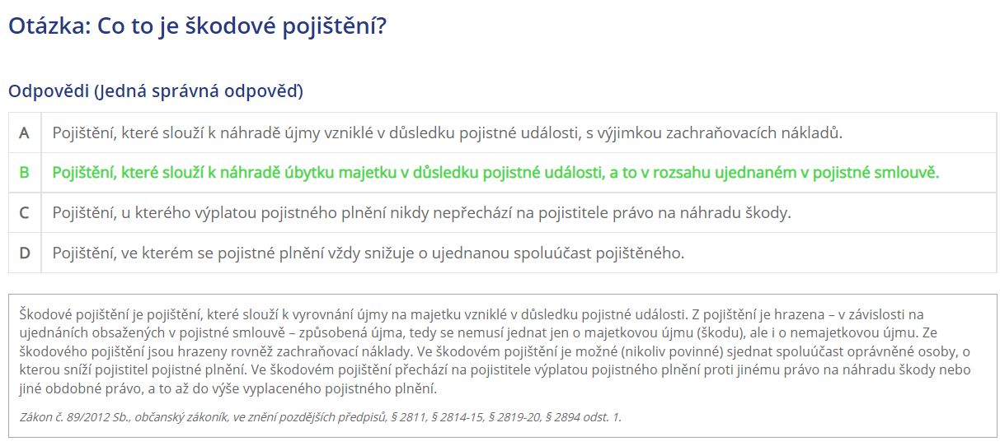 Otázka: Co to je škodové pojištění?
Odpovědi (Jedná správná odpověď)
A Pojištění, které slouží k náhradě újmy vzniklé v důsledku pojistné události, s výjimkou zachraňovacích nákladů.
B Pojištění, které slouží k náhradě úbytku majetku v důsledku pojistné události, a to v rozsahu ujednaném v pojistné smlouvě.
C Pojištění, u kterého výplatou pojistného plnění nikdy nepřechází na pojistitele právo na náhradu škody.
D Pojištění, ve kterém se pojistné plnění vždy snižuje o ujednanou spoluúčast pojištěného.
Škodové pojištění je pojištění, které slouží k vyrovnání újmy na majetku vzniklé v důsledku pojistné události. Z pojištění je hrazena – v závislosti na
ujednáních obsažených v pojistné smlouvě – způsobená újma, tedy se nemusí jednat jen o majetkovou újmu (škodu), ale i o nemajetkovou újmu. Ze
škodového pojištění jsou hrazeny rovněž zachraňovací náklady. Ve škodovém pojištění je možné (nikoliv povinné) sjednat spoluúčast oprávněné osoby, o
kterou sníží pojistitel pojistné plnění. Ve škodovém pojištění přechází na pojistitele výplatou pojistného plnění proti jinému právo na náhradu škody nebo
jiné obdobné právo, a to až do výše vyplaceného pojistného plnění.
Zákon č. 89/2012 Sb., občanský zákoník, ve znění pozdějších předpisů, § 2811, § 2814-15, § 2819-20, § 2894 odst. 1.